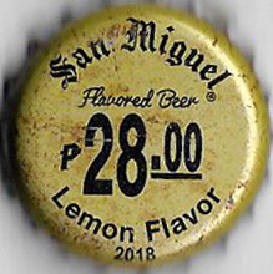 San Miguel ®
Flavored Beer
₱28.00
Lemon Flavor
2018